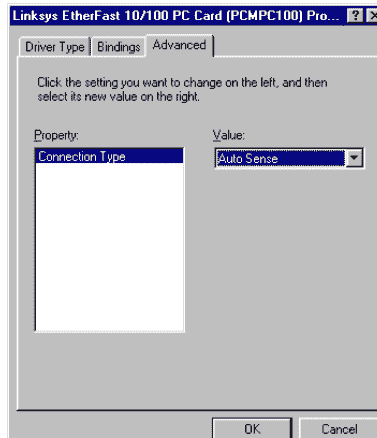 Linksys EtherFast 10/100 PC Card (PCMPC100) Pro... ? X
Driver Type Bindings Advanced
Click the setting you want to change on the left, and then
select its new value on the right.
Property:
Connection Type
Value:
Auto Sense
OK Cancel